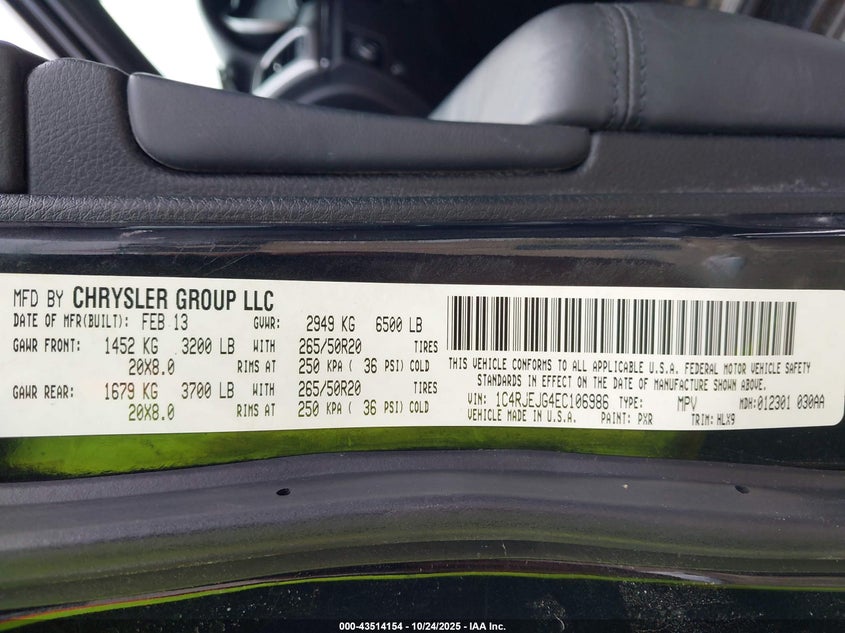 MFD BY CHRYSLER GROUP LLC
DATE OF MFR(BUILT): FEB 13 GVWR: 2949 KG 6500 LB
GAWR FRONT: 1452 KG 3200 LB WITH 265/50R20 TIRES
20X8.0 RIMS AT 250 KPA ( 36 PSI) COLD
GAWR REAR: 1679 KG 3700 LB WITH 265/50R20 TIRES
20X8.0 RIMS AT 250 KPA ( 36 PSI) COLD
THIS VEHICLE CONFORMS TO ALL APPLICABLE U.S.A. FEDERAL MOTOR VEHICLE SAFETY
STANDARDS IN EFFECT ON THE DATE OF MANUFACTURE SHOWN ABOVE.
VIN: 1C4RJEJG4EC106986 TYPE: MPV MDH:012301 030AA
VEHICLE MADE IN U.S.A. PAINT: PXR TRIM: HLX9
000-43514154 - 10/24/2025 - IAA Inc.